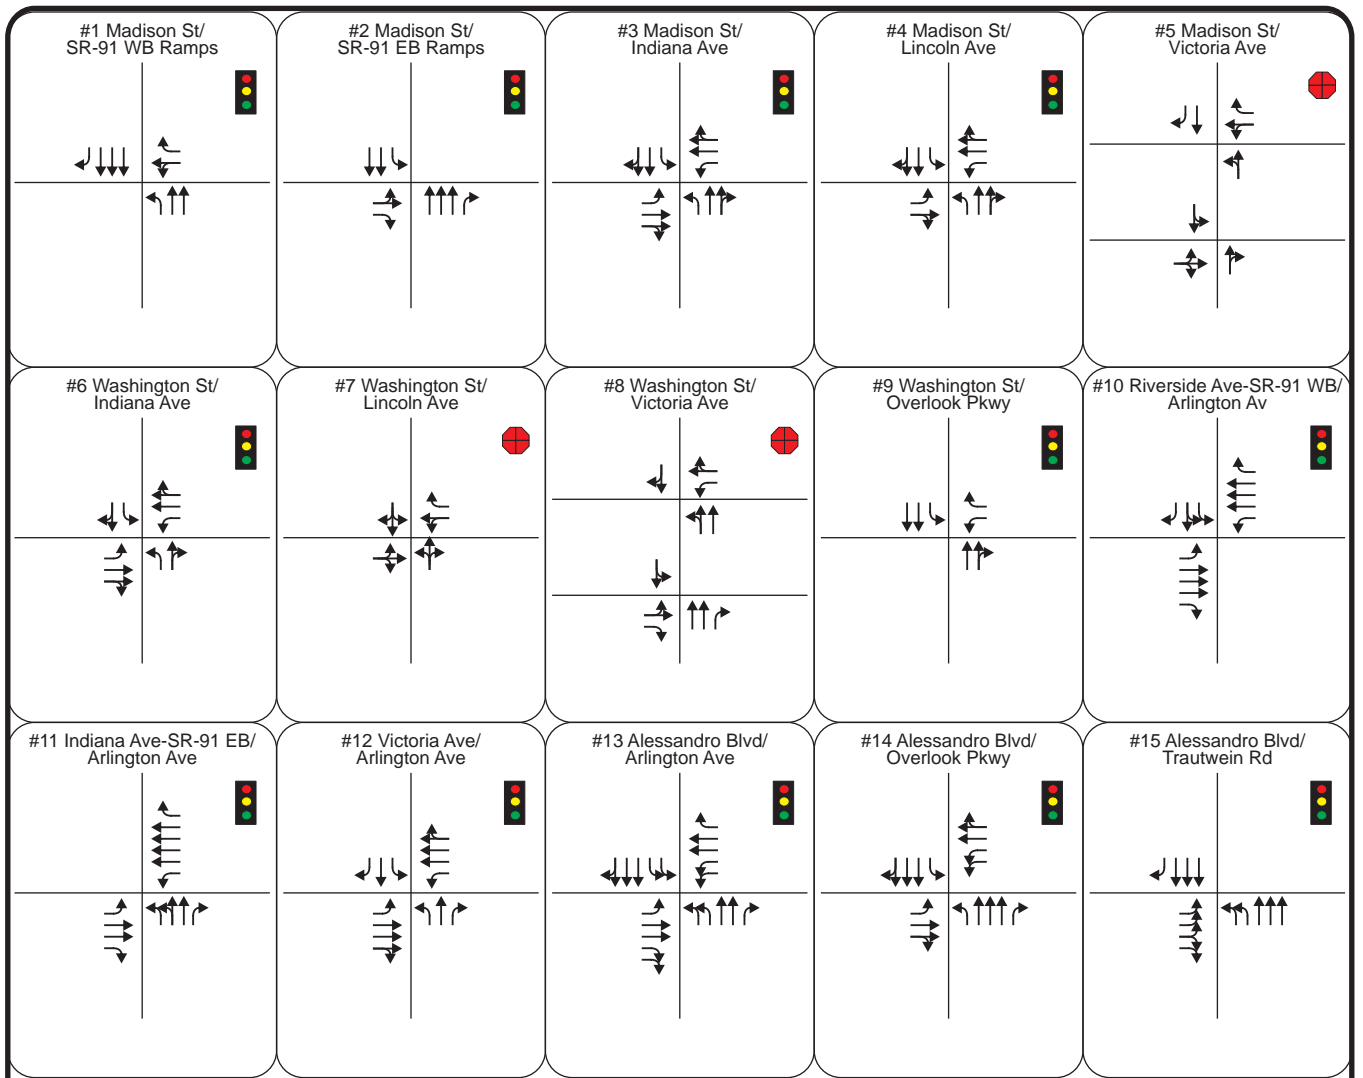 #1 Madison St/
SR-91 WB Ramps
#2 Madison St/
SR-91 EB Ramps
#3 Madison St/
Indiana Ave
#4 Madison St/
Lincoln Ave
#5 Madison St/
Victoria Ave
#6 Washington St/
Indiana Ave
#7 Washington St/
Lincoln Ave
#8 Washington St/
Victoria Ave
#9 Washington St/
Overlook Pkwy
#10 Riverside Ave-SR-91 WB/
Arlington Av
#11 Indiana Ave-SR-91 EB/
Arlington Ave
#12 Victoria Ave/
Arlington Ave
#13 Alessandro Blvd/
Arlington Ave
#14 Alessandro Blvd/
Overlook Pkwy
#15 Alessandro Blvd/
Trautwein Rd